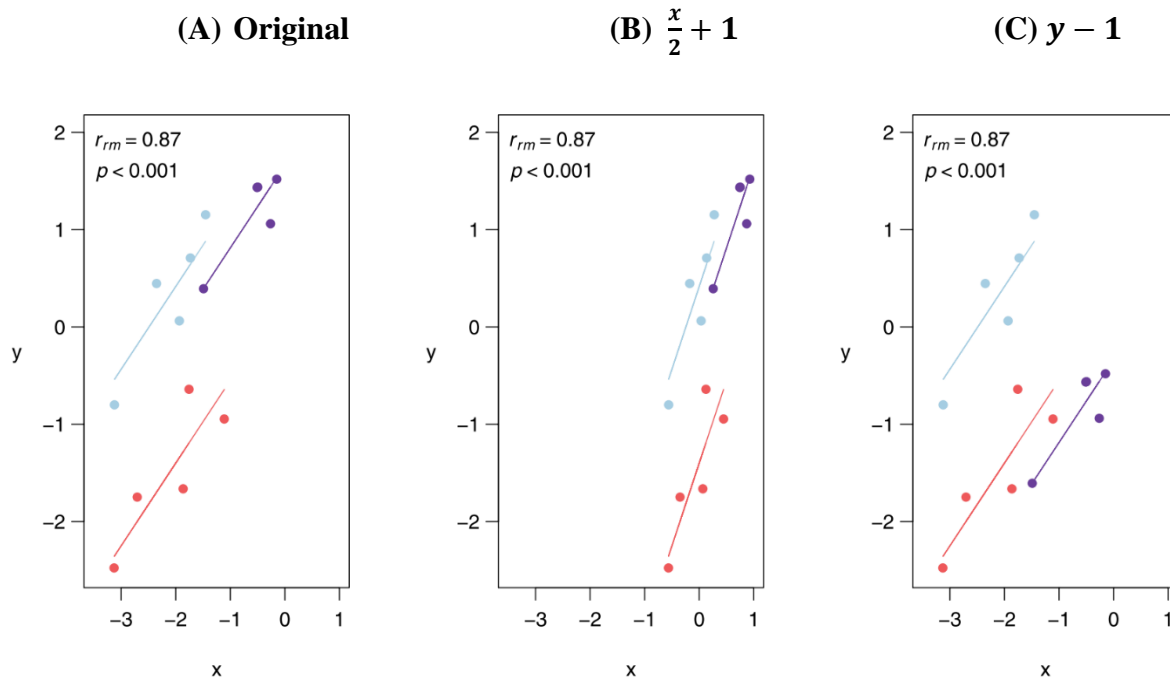 (A) Original
r_rm = 0.87
p < 0.001
2
1
0
−1
−2
y
−3 −2 −1 0 1
x
(B) x/2 + 1
r_rm = 0.87
p < 0.001
2
1
0
−1
−2
y
−3 −2 −1 0 1
x
(C) y − 1
r_rm = 0.87
p < 0.001
2
1
0
−1
−2
y
−3 −2 −1 0 1
x